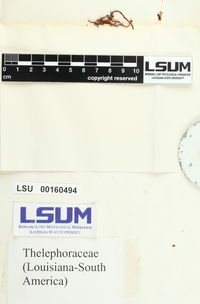 0 1 2 3 4 5 6 7 8 9 10
cm
copyright reserved
LSUM
BERNARD LOWY MYCOLOGICAL HERBARIUM
LOUISIANA STATE UNIVERSITY
LSU 00160494
LSUM
BERNARD LOWY MYCOLOGICAL HERBARIUM
LOUISIANA STATE UNIVERSITY
Thelephoraceae
(Louisiana-South
America)